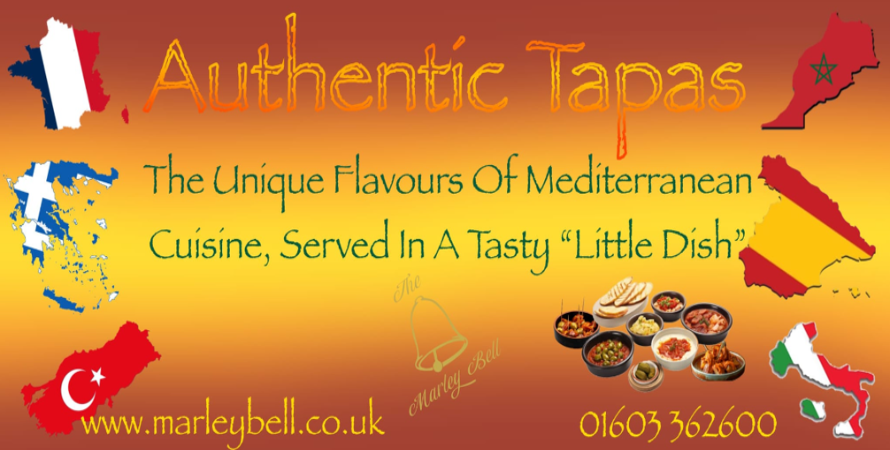 Authentic Tapas
The Unique Flavours Of Mediterranean
Cuisine, Served In A Tasty “Little Dish”
The
Marley Bell
www.marleybell.co.uk
01603 362600